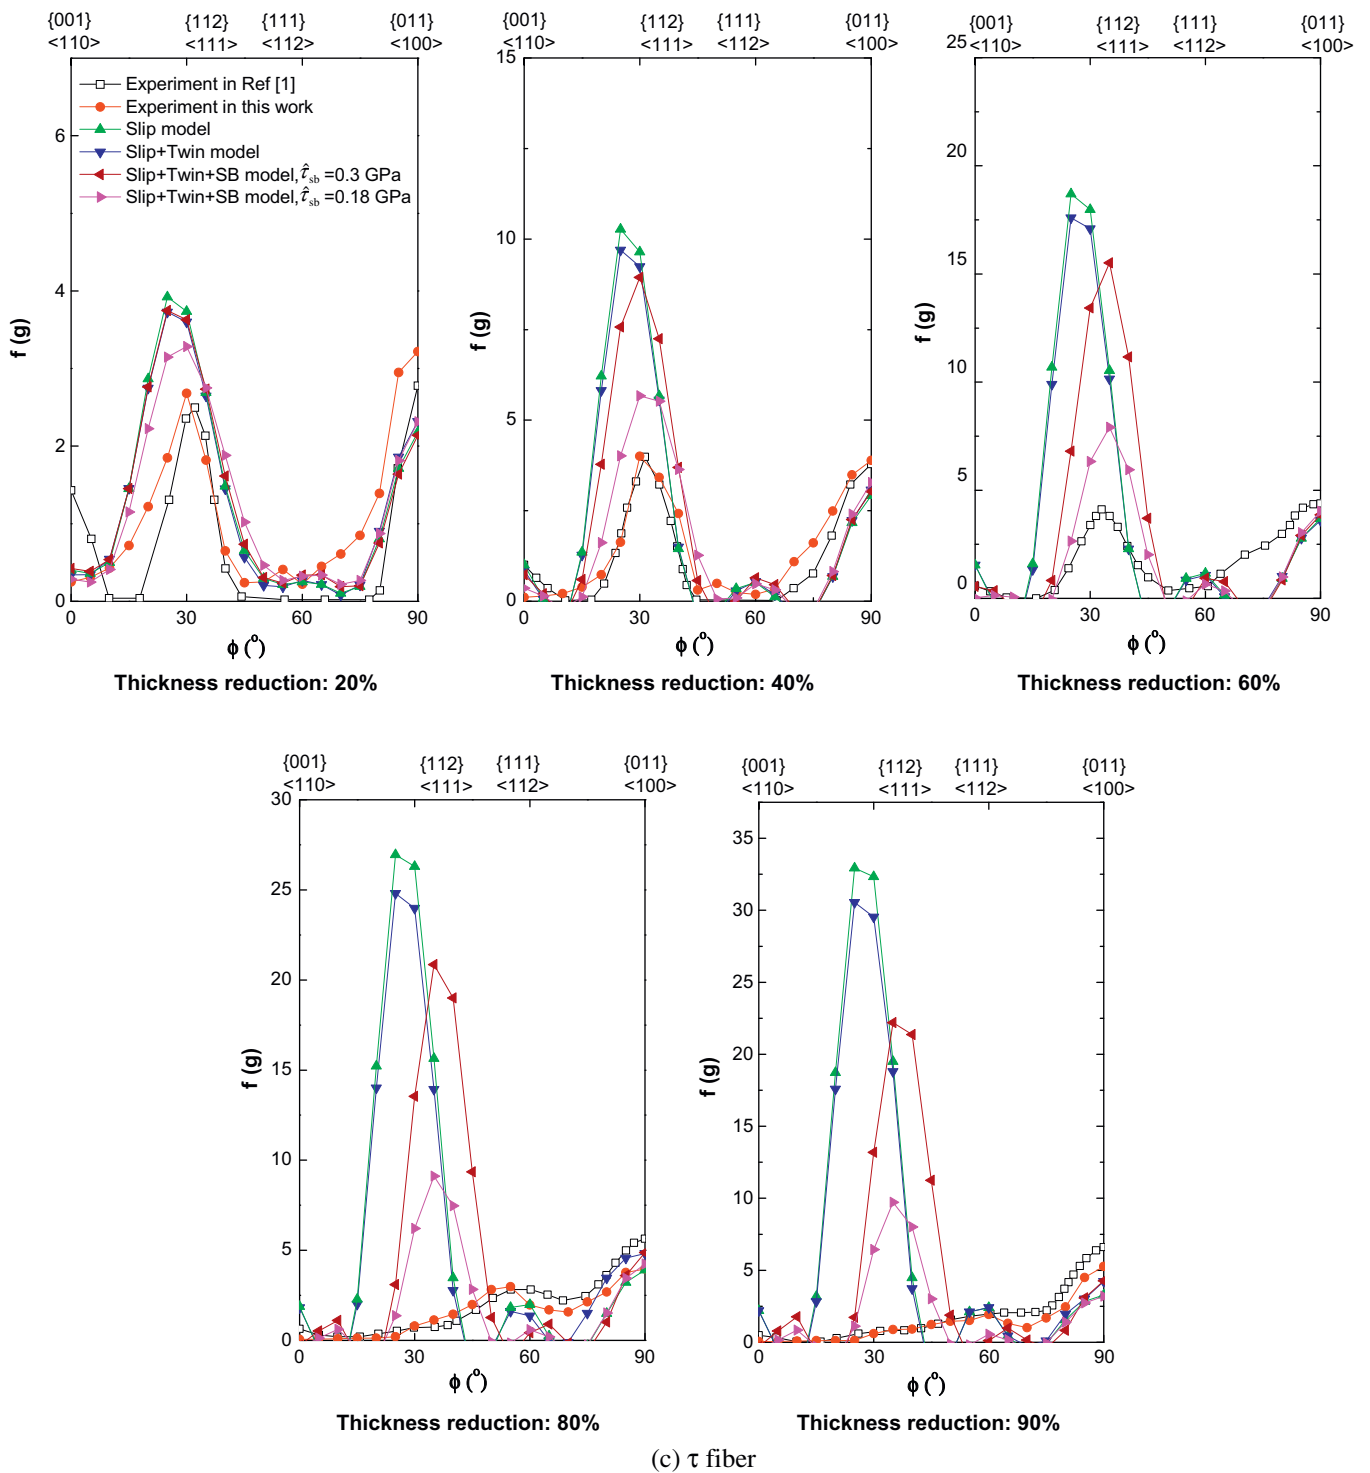 {001} {112} {111} {011}
<110> <111> <112> <100>
7
6
4
2
0
f (g)
Experiment in Ref [1]
Experiment in this work
Slip model
Slip+Twin model
Slip+Twin+SB model, τ̂sb =0.3 GPa
Slip+Twin+SB model, τ̂sb =0.18 GPa
0 30 60 90
ϕ (°)
Thickness reduction: 20%
{001} {112} {111} {011}
<110> <111> <112> <100>
15
10
5
0
f (g)
0 30 60 90
ϕ (°)
Thickness reduction: 40%
{001} {112} {111} {011}
<110> <111> <112> <100>
25
20
15
10
5
0
f (g)
0 30 60 90
ϕ (°)
Thickness reduction: 60%
{001} {112} {111} {011}
<110> <111> <112> <100>
30
25
20
15
10
5
0
f (g)
0 30 60 90
ϕ (°)
Thickness reduction: 80%
{001} {112} {111} {011}
<110> <111> <112> <100>
35
30
25
20
15
10
5
0
f (g)
0 30 60 90
ϕ (°)
Thickness reduction: 90%
(c) τ fiber